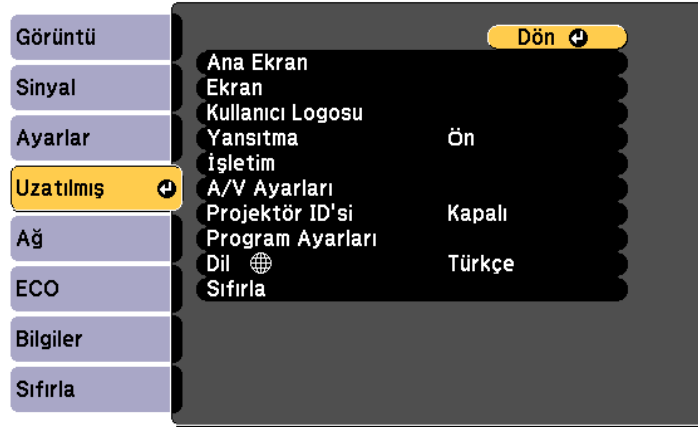 Görüntü
Sinyal
Ayarlar
Uzatılmış
Ağ
ECO
Bilgiler
Sıfırla
Dön
Ana Ekran
Ekran
Kullanıcı Logosu
Yansıtma Ön
İşletim
A/V Ayarları
Projektör ID'si Kapalı
Program Ayarları
Dil Türkçe
Sıfırla